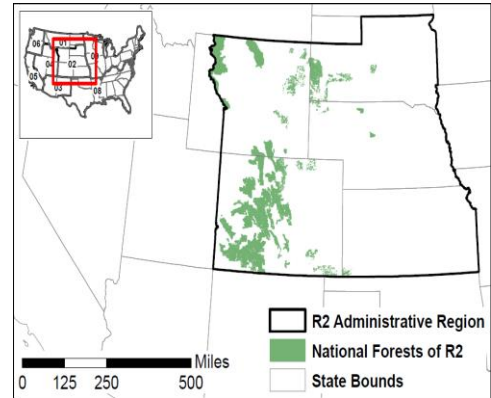 06
01
09
04
02
05
03
08
Miles
0 125 250 500
R2 Administrative Region
National Forests of R2
State Bounds